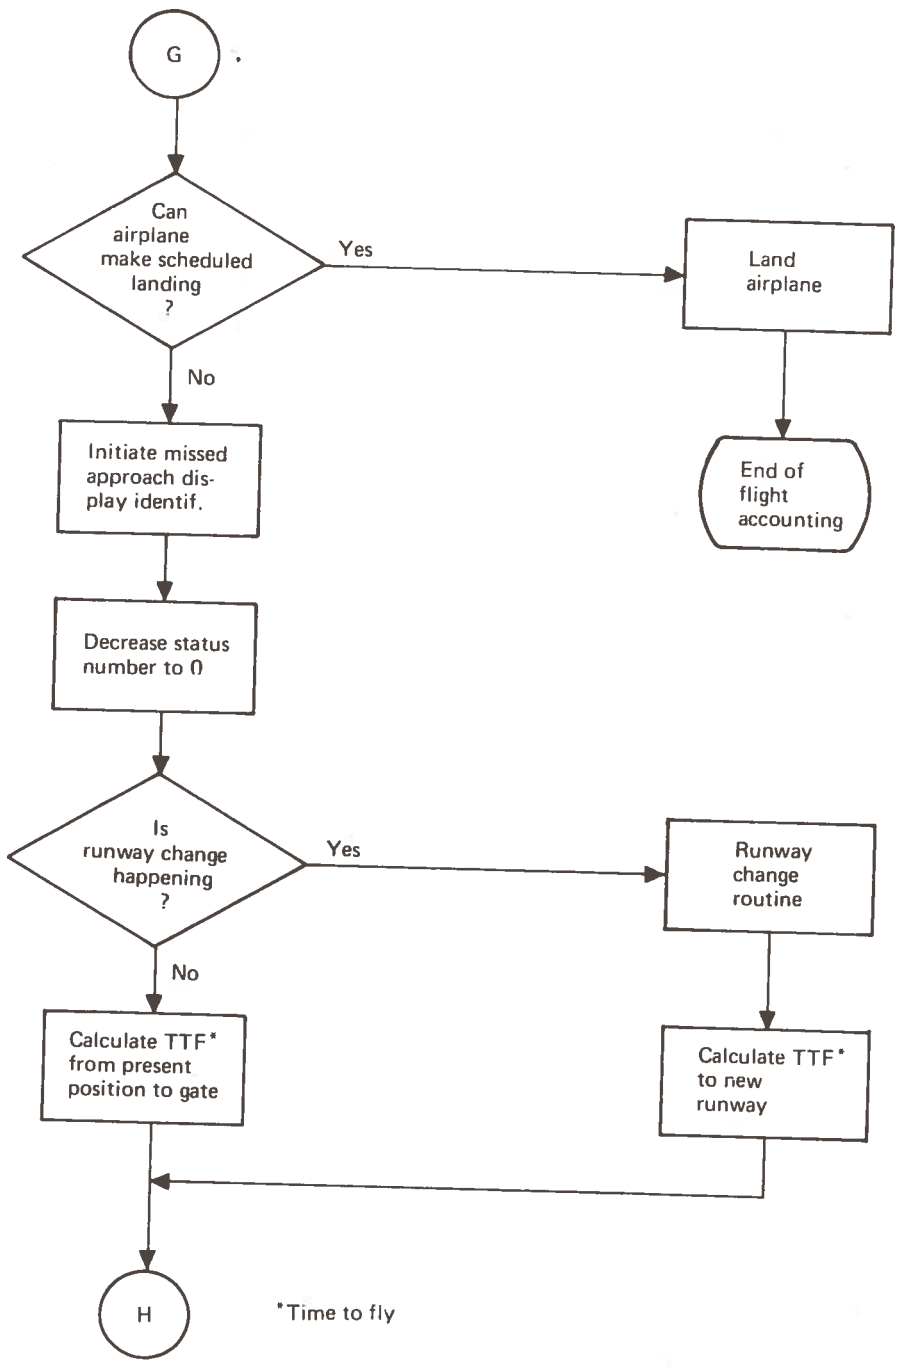 G
Can
airplane
make scheduled
landing
?
Yes
Land
airplane
No
End of
flight
accounting
Initiate missed
approach dis-
play identif.
Decrease status
number to 0
Is
runway change
happening
?
Yes
Runway
change
routine
No
Calculate TTF*
from present
position to gate
Calculate TTF*
to new
runway
H
*Time to fly